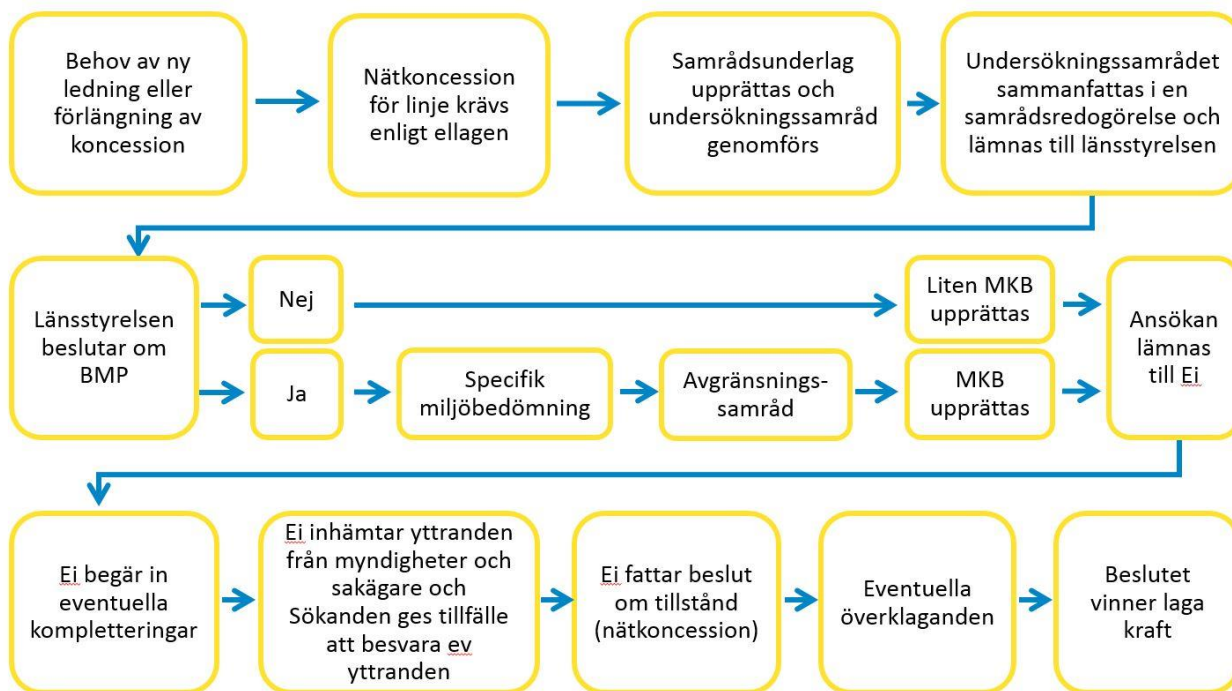 Behov av ny
ledning eller
förlängning av
koncession
Nätkoncession
för linje krävs
enligt ellagen
Samrådsunderlag
upprättas och
undersökningssamråd
genomförs
Undersökningssamrådet
sammanfattas i en
samrådsredogörelse och
lämnas till länsstyrelsen
Länsstyrelsen
beslutar om
BMP
Nej
Liten MKB
upprättas
Ja
Specifik
miljöbedömning
Avgränsnings-
samråd
MKB
upprättas
Ansökan
lämnas
till Ei
Ei begär in
eventuella
kompletteringar
Ei inhämtar yttranden
från myndigheter och
sakägare och
Sökanden ges tillfälle
att besvara ev
yttranden
Ei fattar beslut
om tillstånd
(nätkoncession)
Eventuella
överklaganden
Beslutet
vinner laga
kraft